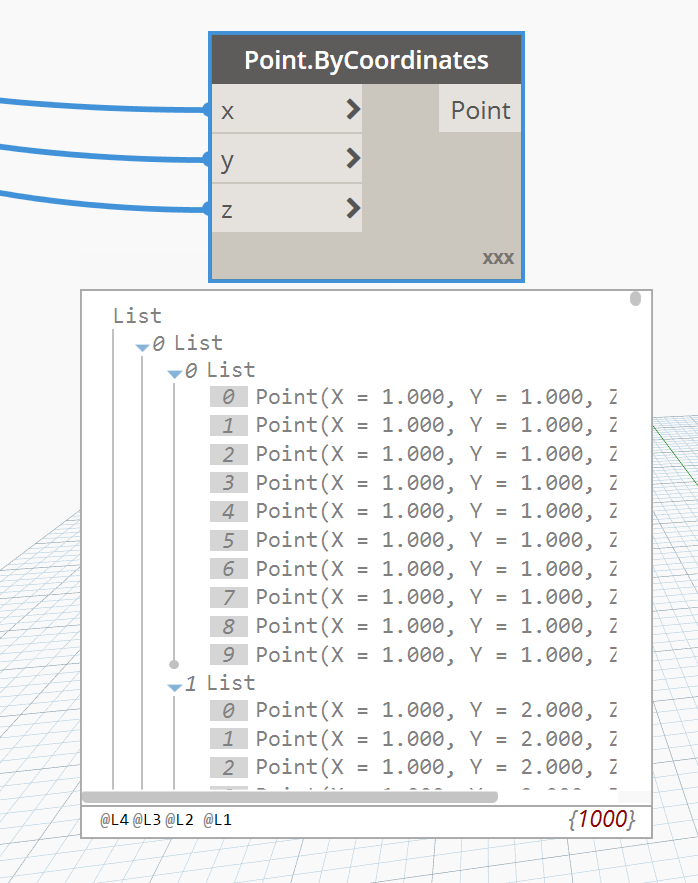 Point.ByCoordinates
x > Point
y >
z >
xxx
List
0 List
0 List
0 Point(X = 1.000, Y = 1.000, Z
1 Point(X = 1.000, Y = 1.000, Z
2 Point(X = 1.000, Y = 1.000, Z
3 Point(X = 1.000, Y = 1.000, Z
4 Point(X = 1.000, Y = 1.000, Z
5 Point(X = 1.000, Y = 1.000, Z
6 Point(X = 1.000, Y = 1.000, Z
7 Point(X = 1.000, Y = 1.000, Z
8 Point(X = 1.000, Y = 1.000, Z
9 Point(X = 1.000, Y = 1.000, Z
1 List
0 Point(X = 1.000, Y = 2.000, Z
1 Point(X = 1.000, Y = 2.000, Z
2 Point(X = 1.000, Y = 2.000, Z
@L4 @L3 @L2 @L1 {1000}